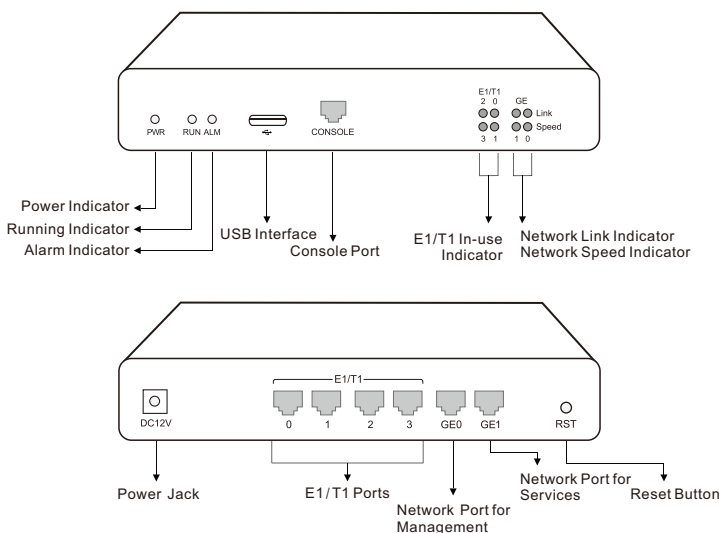 E1/T1
2 0 GE
Link
PWR RUN ALM CONSOLE Speed
3 1 1 0
Power Indicator
Running Indicator
Alarm Indicator
USB Interface
Console Port
E1/T1 In-use
Indicator
Network Link Indicator
Network Speed Indicator
E1/T1
DC12V 0 1 2 3 GE0 GE1 RST
Power Jack
E1/T1 Ports
Network Port for
Management
Network Port for
Services
Reset Button